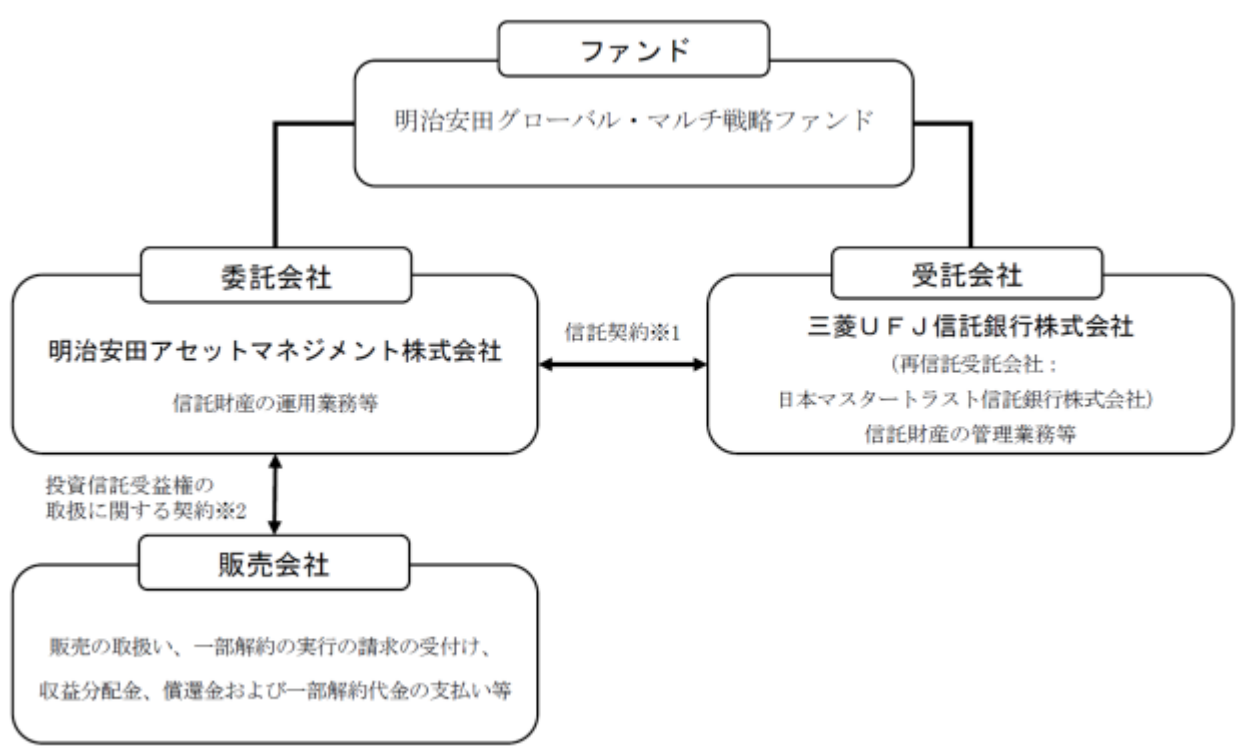 ファンド
明治安田グローバル・マルチ戦略ファンド
委託会社
明治安田アセットマネジメント株式会社
信託財産の運用業務等
信託契約※1
受託会社
三菱ＵＦＪ信託銀行株式会社
（再信託受託会社：
日本マスタートラスト信託銀行株式会社）
信託財産の管理業務等
投資信託受益権の
取扱に関する契約※2
販売会社
販売の取扱い、一部解約の実行の請求の受付け、
収益分配金、償還金および一部解約代金の支払い等